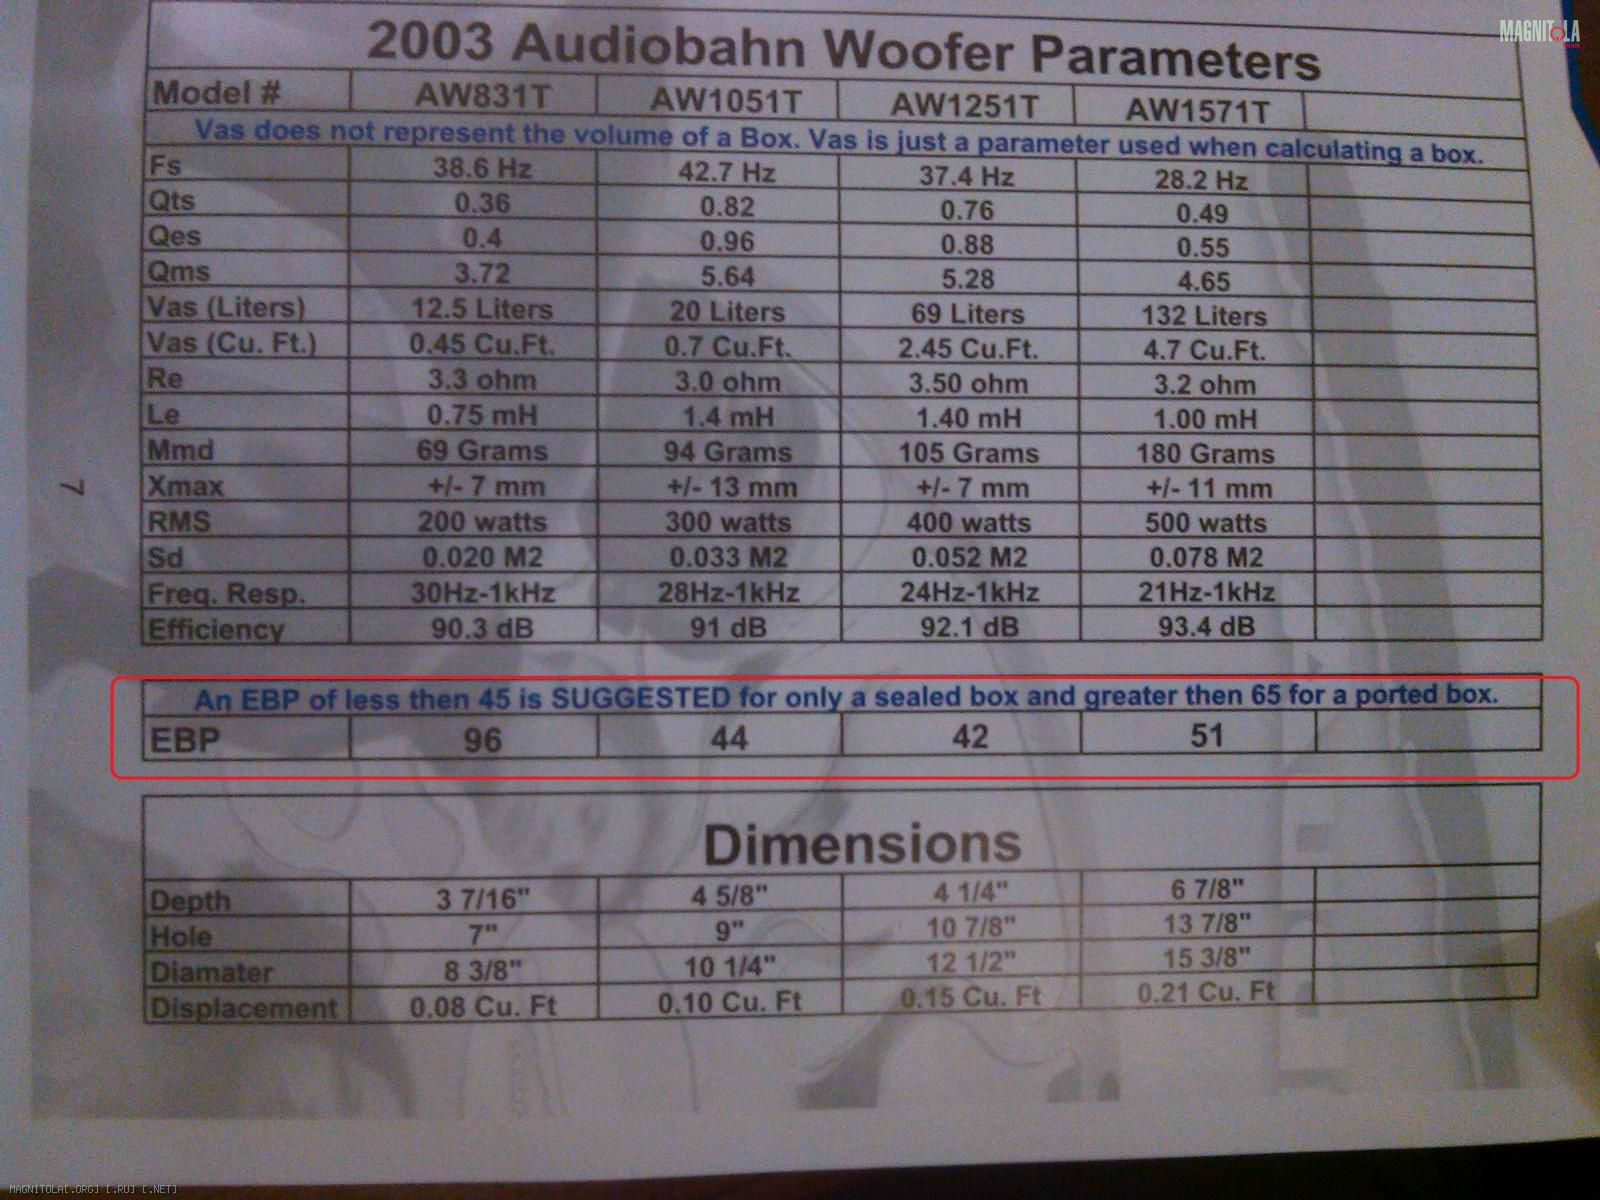 MAGNITOLA
2003 Audiobahn Woofer Parameters
Model # AW831T AW1051T AW1251T AW1571T
Vas does not represent the volume of a Box. Vas is just a parameter used when calculating a box.
Fs 38.6 Hz 42.7 Hz 37.4 Hz 28.2 Hz
Qts 0.36 0.82 0.76 0.49
Qes 0.4 0.96 0.88 0.55
Qms 3.72 5.64 5.28 4.65
Vas (Liters) 12.5 Liters 20 Liters 69 Liters 132 Liters
Vas (Cu. Ft.) 0.45 Cu.Ft. 0.7 Cu.Ft. 2.45 Cu.Ft. 4.7 Cu.Ft.
Re 3.3 ohm 3.0 ohm 3.50 ohm 3.2 ohm
Le 0.75 mH 1.4 mH 1.40 mH 1.00 mH
Mmd 69 Grams 94 Grams 105 Grams 180 Grams
Xmax +/- 7 mm +/- 13 mm +/- 7 mm +/- 11 mm
RMS 200 watts 300 watts 400 watts 500 watts
Sd 0.020 M2 0.033 M2 0.052 M2 0.078 M2
Freq. Resp. 30Hz-1kHz 28Hz-1kHz 24Hz-1kHz 21Hz-1kHz
Efficiency 90.3 dB 91 dB 92.1 dB 93.4 dB
An EBP of less then 45 is SUGGESTED for only a sealed box and greater then 65 for a ported box.
EBP 96 44 42 51
Dimensions
Depth 3 7/16" 4 5/8" 4 1/4" 6 7/8"
Hole 7" 9" 10 7/8" 13 7/8"
Diamater 8 3/8" 10 1/4" 12 1/2" 15 3/8"
Displacement 0.08 Cu. Ft 0.10 Cu. Ft 0.15 Cu. Ft 0.21 Cu. Ft
7
MAGNITOLA[.ORG] [.RU] [.NET]